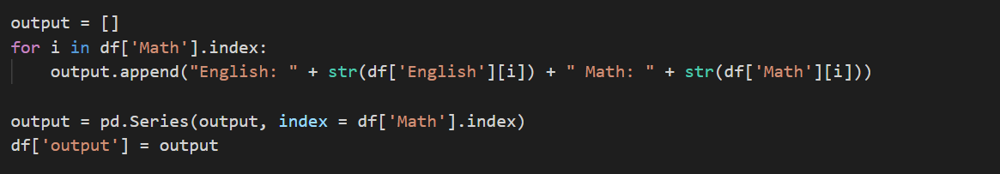 output = []
for i in df['Math'].index:
    output.append("English: " + str(df['English'][i]) + " Math: " + str(df['Math'][i]))

output = pd.Series(output, index = df['Math'].index)
df['output'] = output